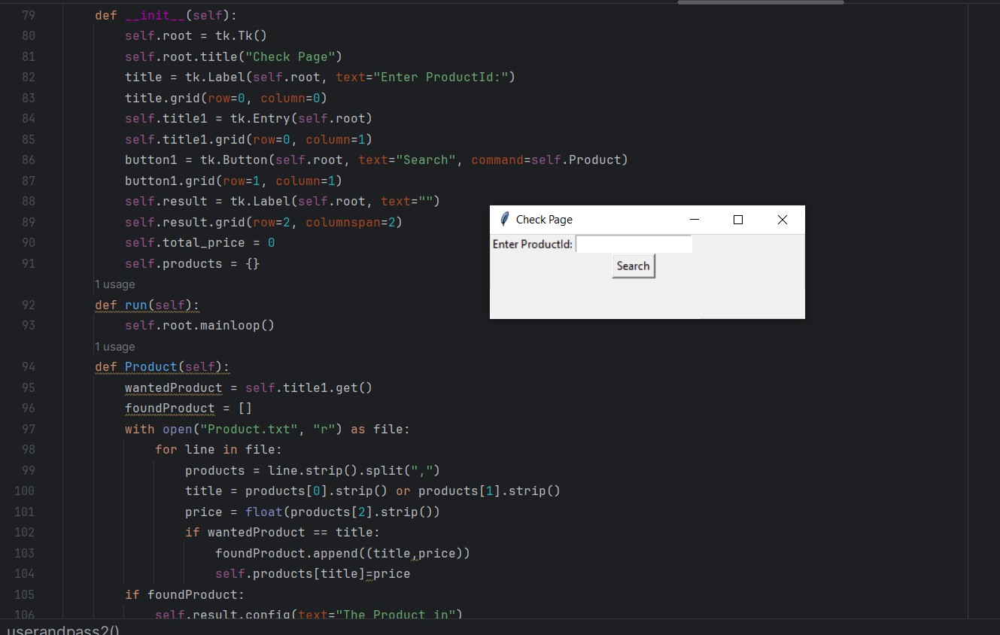 79 def __init__(self):
80 self.root = tk.Tk()
81 self.root.title("Check Page")
82 title = tk.Label(self.root, text="Enter ProductId:")
83 title.grid(row=0, column=0)
84 self.title1 = tk.Entry(self.root)
85 self.title1.grid(row=0, column=1)
86 button1 = tk.Button(self.root, text="Search", command=self.Product)
87 button1.grid(row=1, column=1)
88 self.result = tk.Label(self.root, text="")
89 self.result.grid(row=2, columnspan=2)
90 self.total_price = 0
91 self.products = {}
1 usage
92 def run(self):
93 self.root.mainloop()
1 usage
94 def Product(self):
95 wantedProduct = self.title1.get()
96 foundProduct = []
97 with open("Product.txt", "r") as file:
98 for line in file:
99 products = line.strip().split(",")
100 title = products[0].strip() or products[1].strip()
101 price = float(products[2].strip())
102 if wantedProduct == title:
103 foundProduct.append((title,price))
104 self.products[title]=price
105 if foundProduct:
106 self.result.config(text="The Product in")
userandpass2()
Check Page
Enter ProductId:
Search